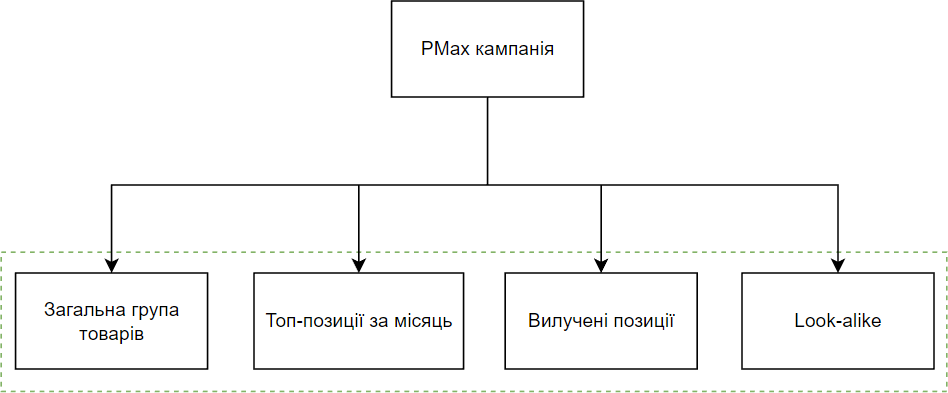 PMax кампанія
Загальна група
товарів
Топ-позиції за місяць
Вилучені позиції
Look-alike